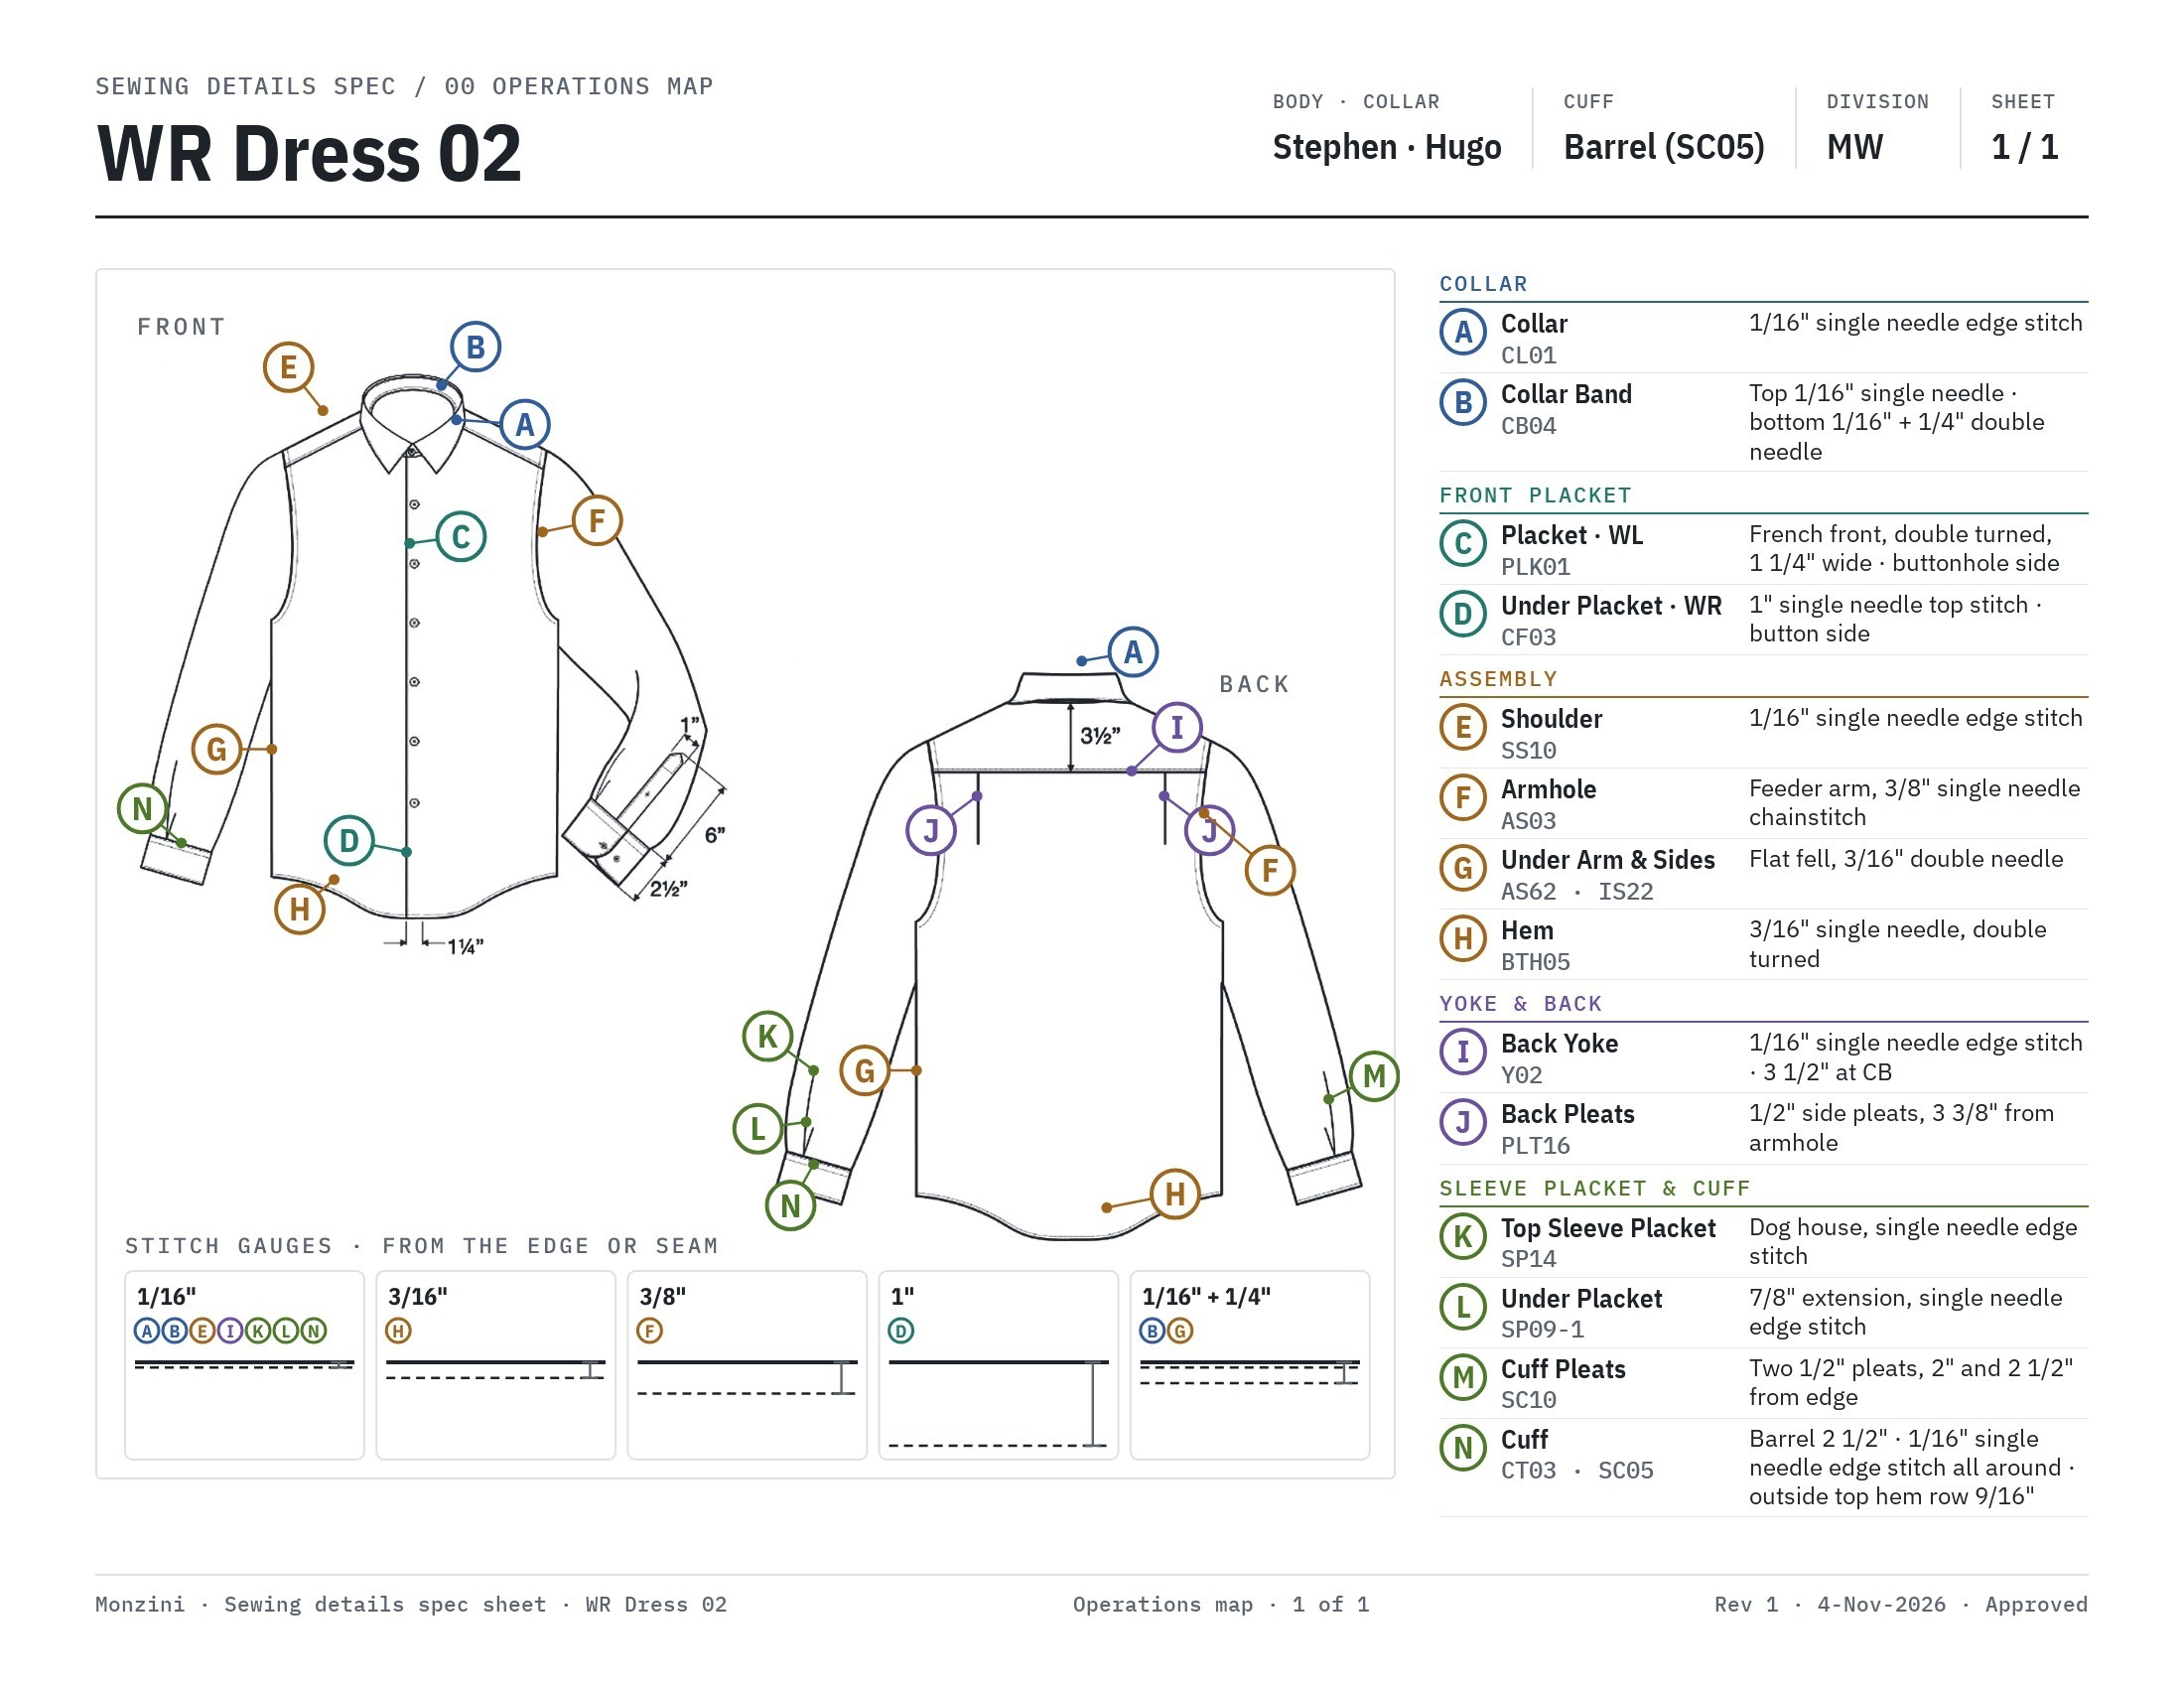 SEWING DETAILS SPEC / 00 OPERATIONS MAP
WR Dress 02
BODY · COLLAR
Stephen · Hugo
CUFF
Barrel (SC05)
DIVISION
MW
SHEET
1 / 1
FRONT
E
B
A
F
C
G
N
D
H
1"
6"
2½"
1¼"
BACK
A
I
3½"
J
J
F
K
G
M
L
N
H
STITCH GAUGES · FROM THE EDGE OR SEAM
1/16"
A B E I K L N
3/16"
H
3/8"
F
1"
D
1/16" + 1/4"
B G
COLLAR
A Collar 1/16" single needle edge stitch
CL01
B Collar Band Top 1/16" single needle ·
CB04 bottom 1/16" + 1/4" double
needle
FRONT PLACKET
C Placket · WL French front, double turned,
PLK01 1 1/4" wide · buttonhole side
D Under Placket · WR 1" single needle top stitch ·
CF03 button side
ASSEMBLY
E Shoulder 1/16" single needle edge stitch
SS10
F Armhole Feeder arm, 3/8" single needle
AS03 chainstitch
G Under Arm & Sides Flat fell, 3/16" double needle
AS62 · IS22
H Hem 3/16" single needle, double
BTH05 turned
YOKE & BACK
I Back Yoke 1/16" single needle edge stitch
Y02 · 3 1/2" at CB
J Back Pleats 1/2" side pleats, 3 3/8" from
PLT16 armhole
SLEEVE PLACKET & CUFF
K Top Sleeve Placket Dog house, single needle edge
SP14 stitch
L Under Placket 7/8" extension, single needle
SP09-1 edge stitch
M Cuff Pleats Two 1/2" pleats, 2" and 2 1/2"
SC10 from edge
N Cuff Barrel 2 1/2" · 1/16" single
CT03 · SC05 needle edge stitch all around ·
outside top hem row 9/16"
Monzini · Sewing details spec sheet · WR Dress 02
Operations map · 1 of 1
Rev 1 · 4-Nov-2026 · Approved